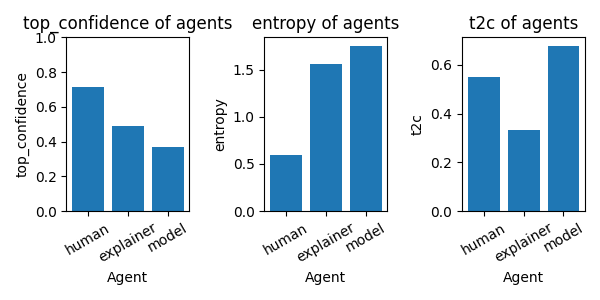 top_confidence of agents
top_confidence
1.0
0.8
0.6
0.4
0.2
0.0
human
explainer
model
Agent
entropy of agents
entropy
1.5
1.0
0.5
0.0
human
explainer
model
Agent
t2c of agents
t2c
0.6
0.4
0.2
0.0
human
explainer
model
Agent